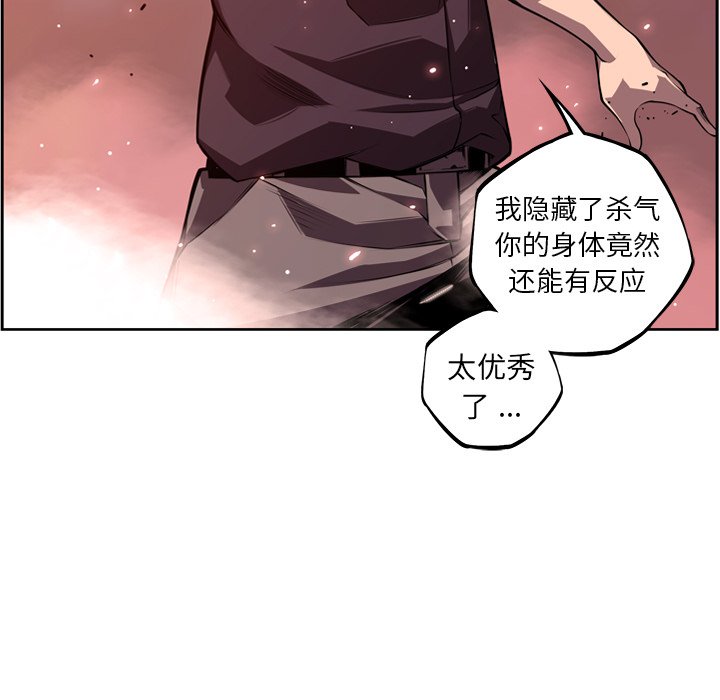 我隐藏了杀气
你的身体竟然
还能有反应
太优秀
了 ...